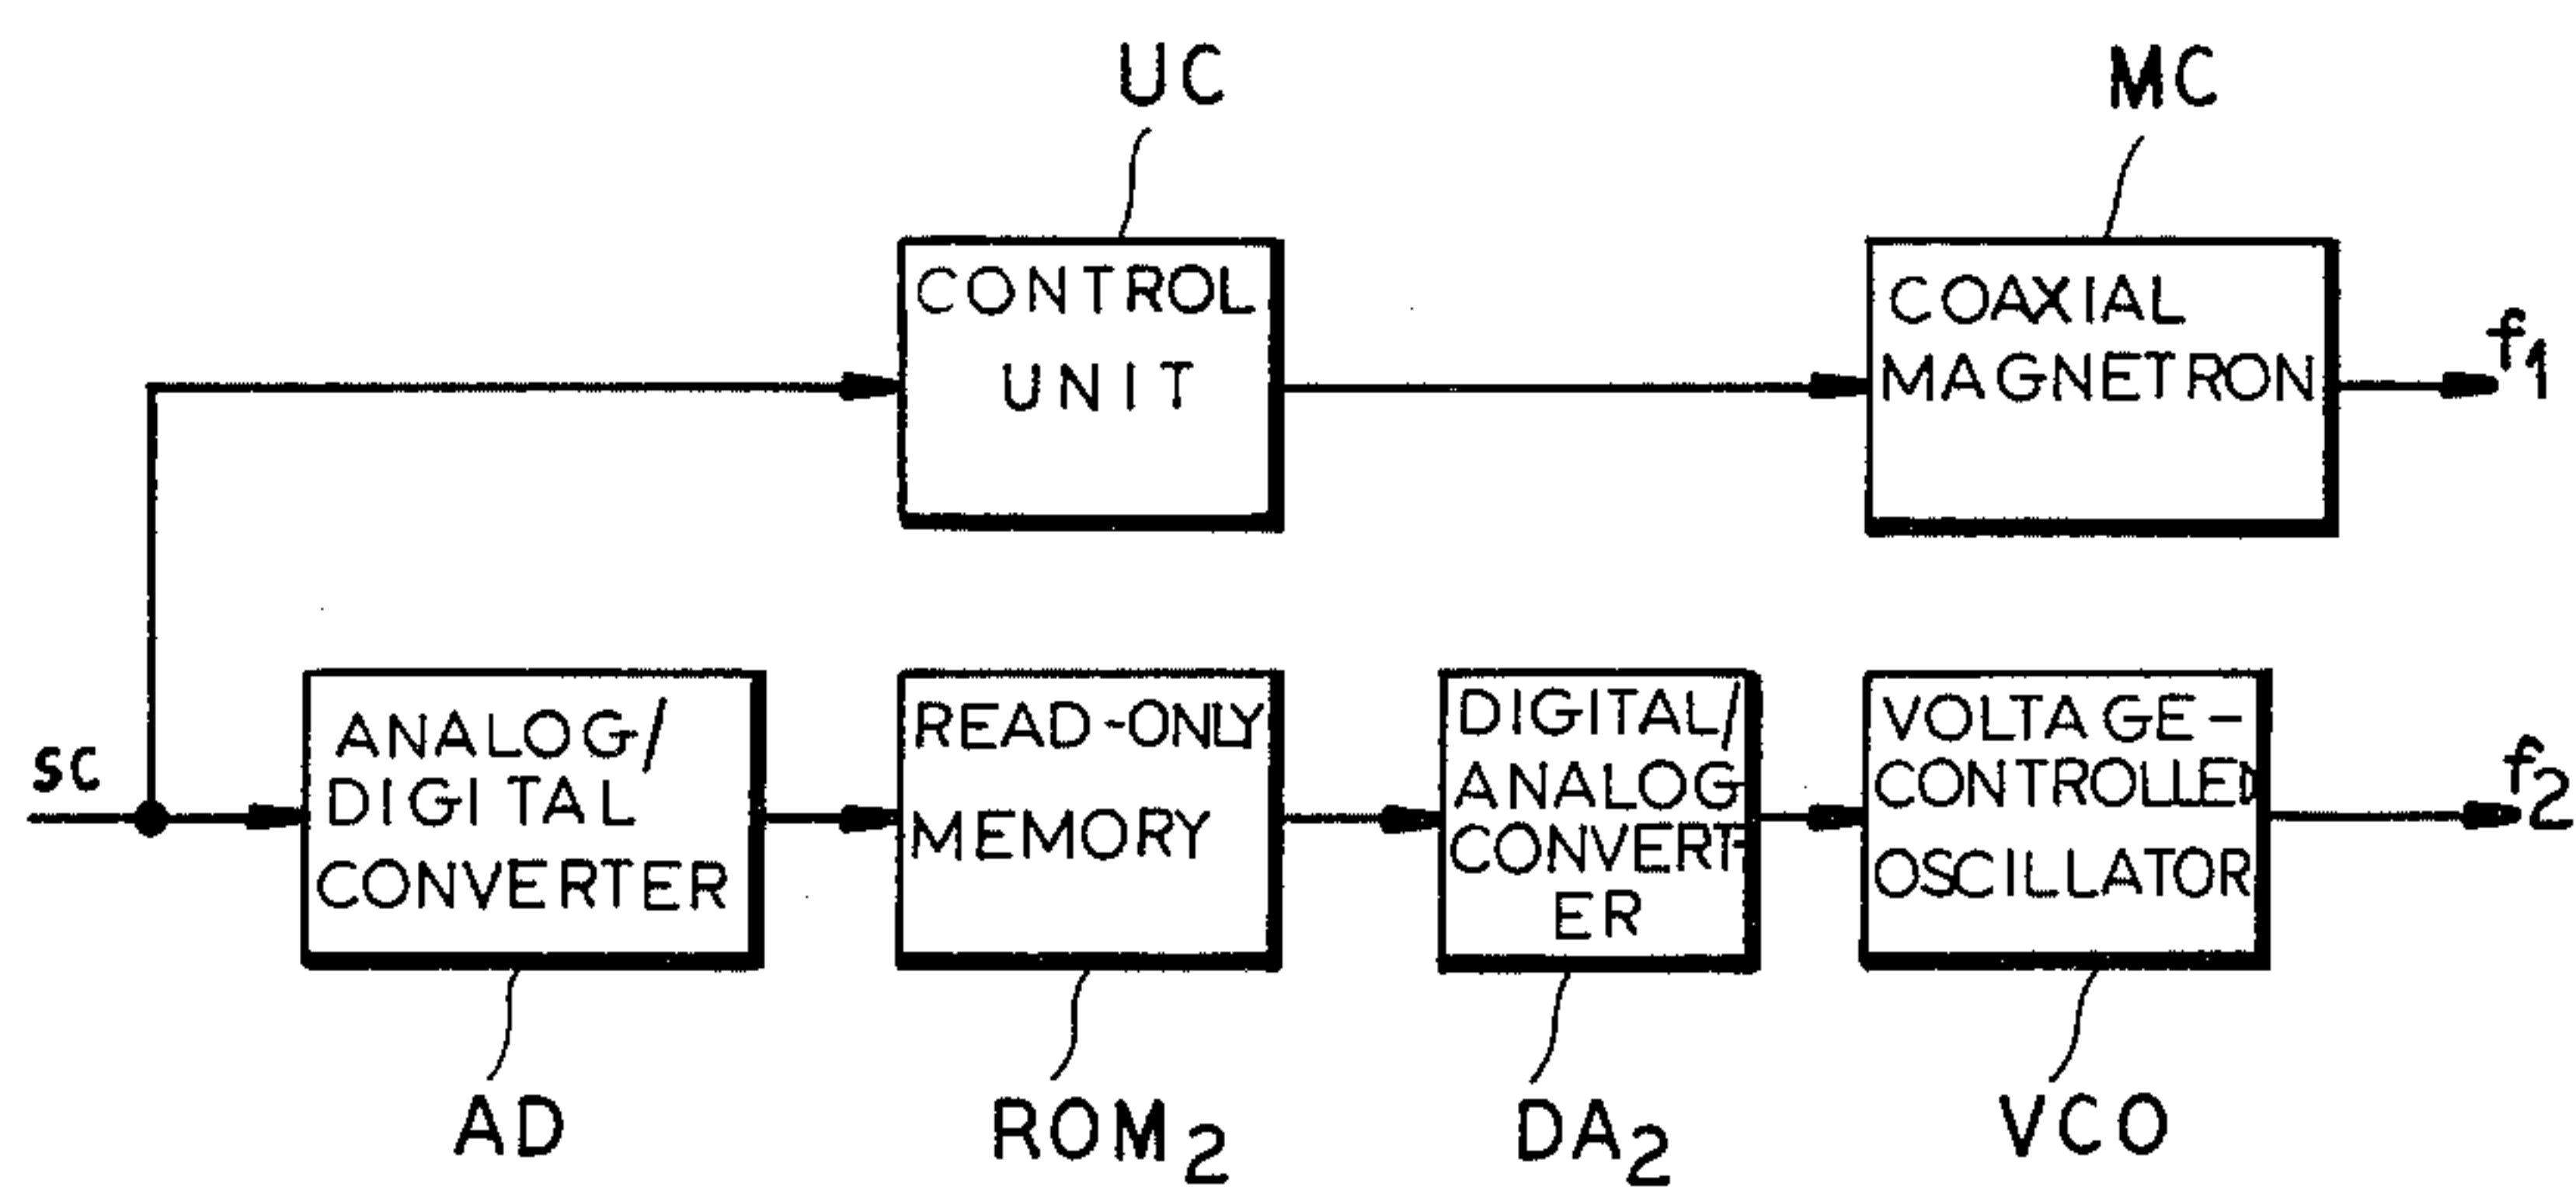 UC
MC
CONTROL
UNIT
COAXIAL
MAGNETRON
f1
sc
ANALOG/
DIGITAL
CONVERTER
READ-ONLY
MEMORY
DIGITAL/
ANALOG
CONVERT-
ER
VOLTAGE-
CONTROLLED
OSCILLATOR
f2
AD
ROM2
DA2
VCO